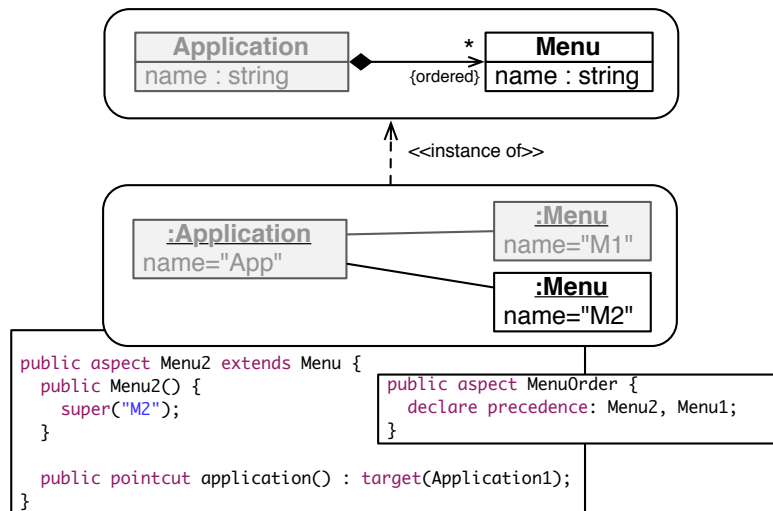 Application
name : string
*
{ordered}
Menu
name : string
<<instance of>>
:Application
name="App"
:Menu
name="M1"
:Menu
name="M2"
public aspect Menu2 extends Menu {
public Menu2() {
super("M2");
}
public pointcut application() : target(Application1);
}
public aspect MenuOrder {
declare precedence: Menu2, Menu1;
}